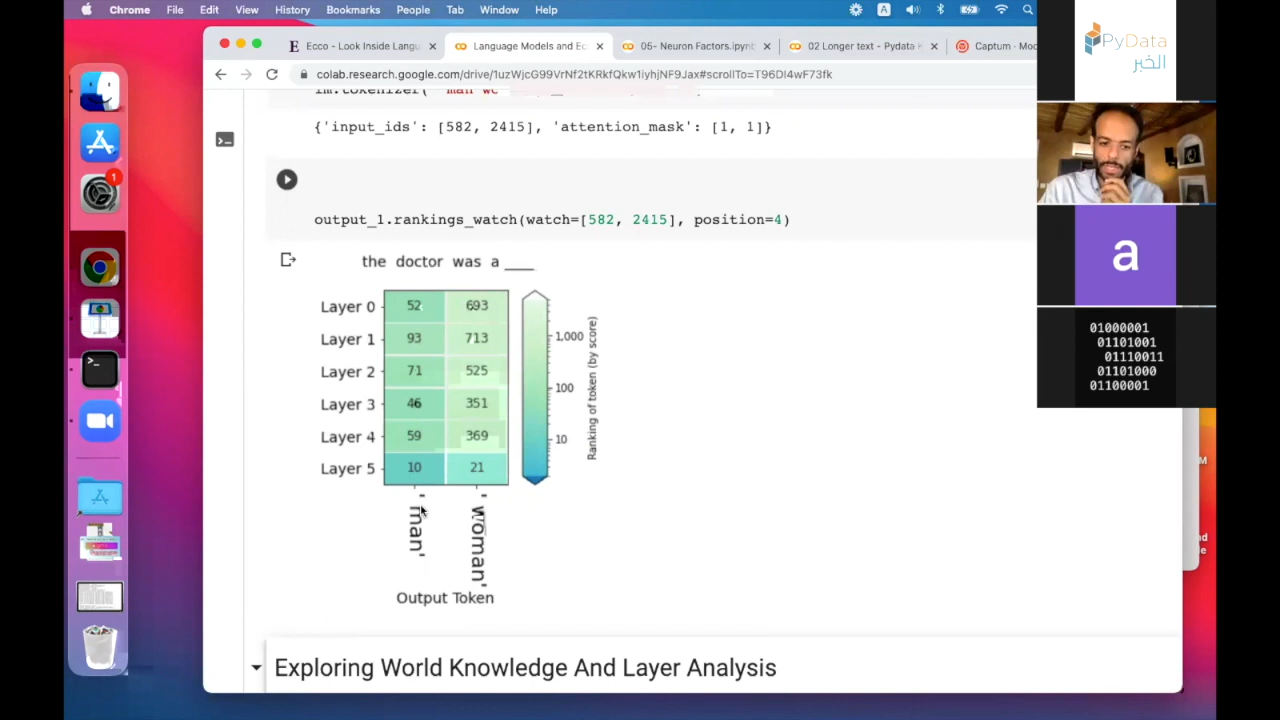 Chrome File Edit View History Bookmarks People Tab Window Help
A
Ecco - Look Inside Langu
Language Models and Ec
05- Neuron Factors.ipynb
02 Longer text - Pydata K
Captum · Mod
colab.research.google.com/drive/1uzWjcG99VrNf2tKRkfQkw1iyhjNF9Jax#scrollTo=T96DI4wF73fk
{'input_ids': [582, 2415], 'attention_mask': [1, 1]}
output_1.rankings_watch(watch=[582, 2415], position=4)
the doctor was a ____
Layer 0 52 693
Layer 1 93 713
Layer 2 71 525
Layer 3 46 351
Layer 4 59 369
Layer 5 10 21
' man'
' woman'
Output Token
1,000
100
10
Ranking of token (by score)
Exploring World Knowledge And Layer Analysis
1
PyData
الخبر
a
01000001
01101001
01110011
01101000
01100001